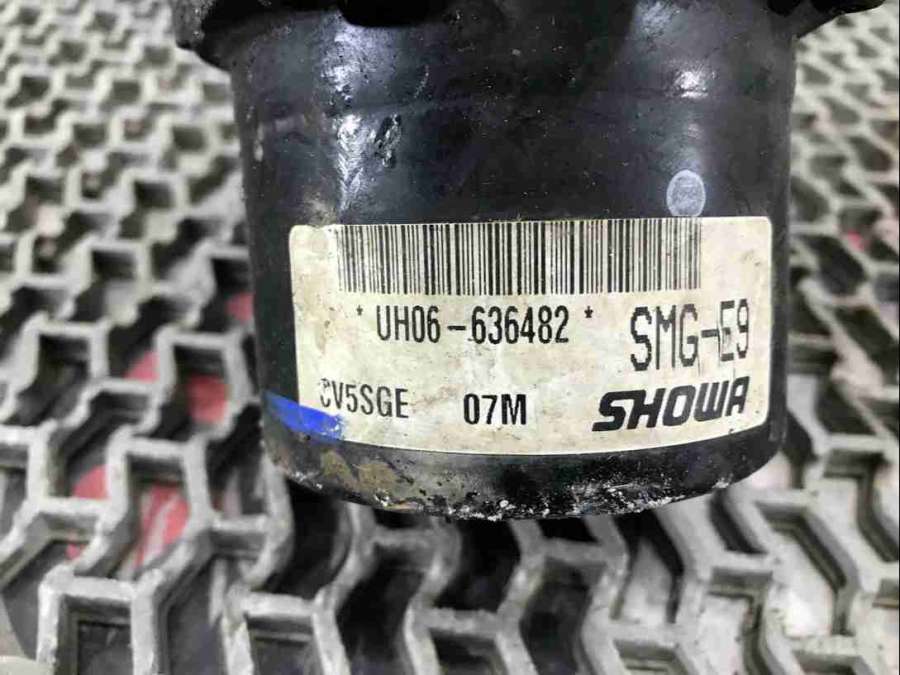 * UH06-636482 *
SMG-E9
CV5SGE 07M SHOWA